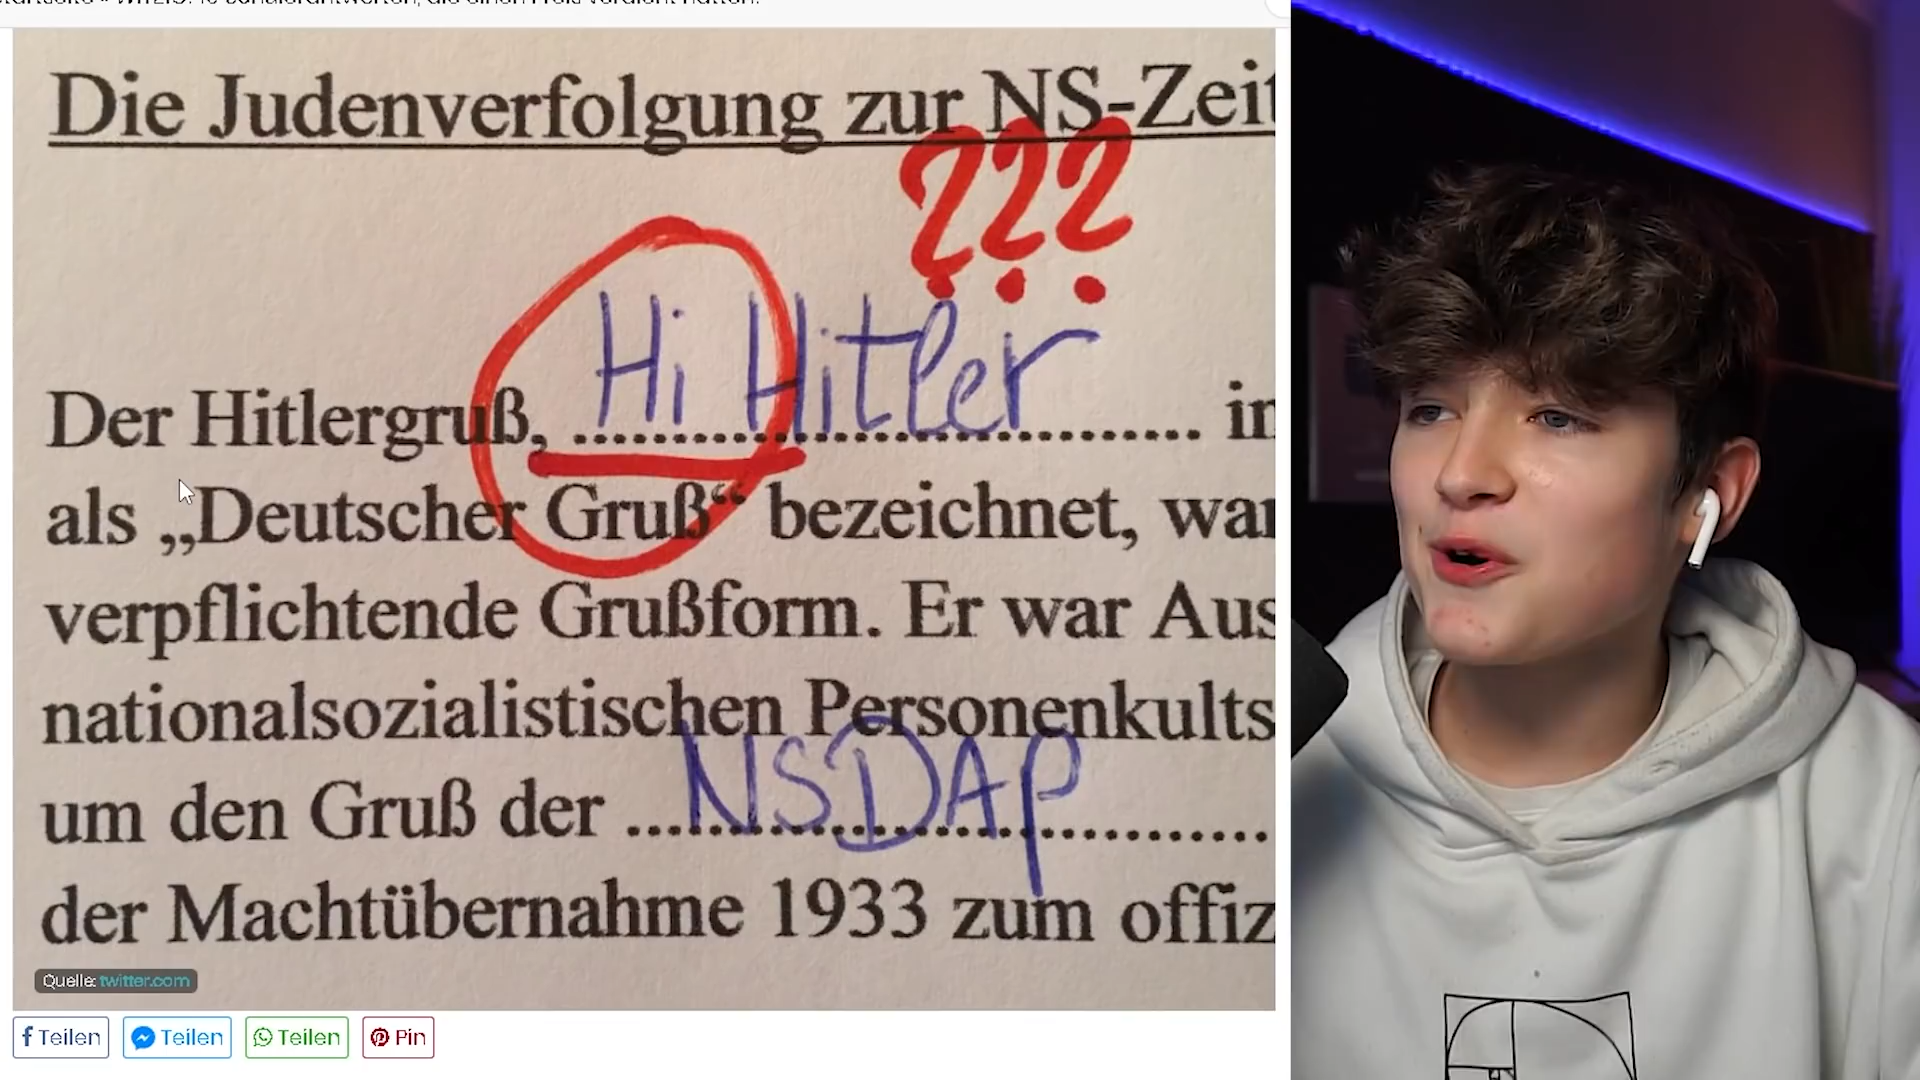 Die Judenverfolgung zur NS-Zeit
???
Hi Hitler
Der Hitlergruß, .......................................... in
als „Deutscher Gruß“ bezeichnet, war
verpflichtende Grußform. Er war Aus
nationalsozialistischen Personenkults
NSDAP
um den Gruß der ..........................................
der Machtübernahme 1933 zum offiz
Quelle: twitter.com
Teilen
Teilen
Teilen
Pin